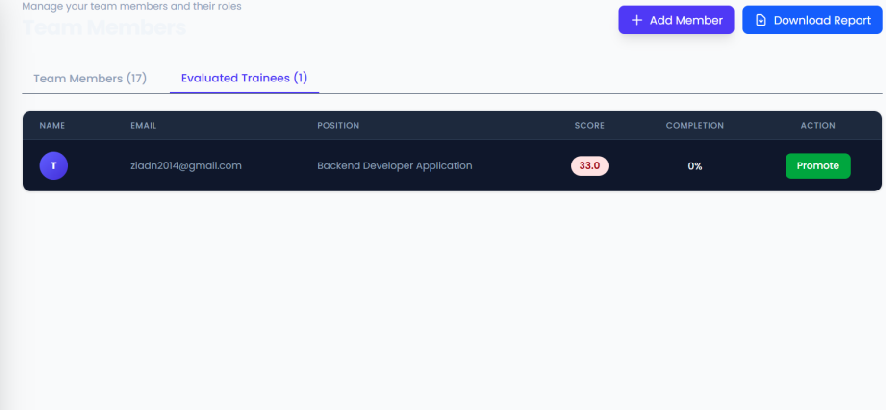 Manage your team members and their roles
Team Members
+ Add Member
Download Report
Team Members (17)
Evaluated Trainees (1)
NAME EMAIL POSITION SCORE COMPLETION ACTION
T ziadn2014@gmail.com Backend Developer Application 33.0 0% Promote